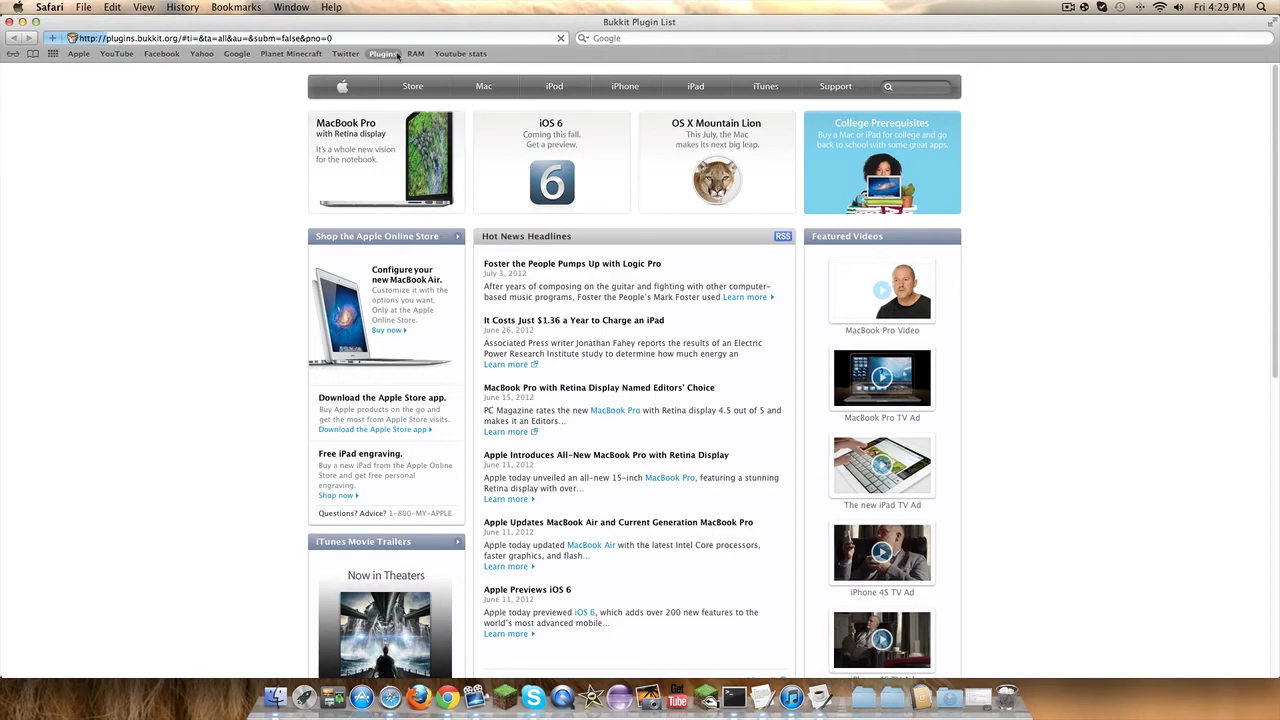 Safari File Edit View History Bookmarks Window Help Fri 4:29 PM
Bukkit Plugin List
http://plugins.bukkit.org/#ti=&ta=all&au=&subm=false&pno=0 Google
Apple YouTube Facebook Yahoo Google Planet Minecraft Twitter Plugins RAM Youtube stats
Store Mac iPod iPhone iPad iTunes Support
MacBook Pro
with Retina display
It's a whole new vision
for the notebook.
iOS 6
Coming this fall.
Get a preview.
6
OS X Mountain Lion
This July, the Mac
makes its next big leap.
College Prerequisites
Buy a Mac or iPad for college and go
back to school with some great apps.
Shop the Apple Online Store
Configure your
new MacBook Air.
Customize it with the
options you want.
Only at the Apple
Online Store.
Buy now
Download the Apple Store app.
Buy Apple products on the go and
get the most from Apple Store visits.
Download the Apple Store app
Free iPad engraving.
Buy a new iPad from the Apple Online
Store and get free personal
engraving.
Shop now
Questions? Advice? 1-800-MY-APPLE
iTunes Movie Trailers
Now in Theaters
Hot News Headlines RSS
Foster the People Pumps Up with Logic Pro
July 3, 2012
After years of composing on the guitar and fighting with other computer-
based music programs, Foster the People's Mark Foster used Learn more
It Costs Just $1.36 a Year to Charge an iPad
June 26, 2012
Associated Press writer Jonathan Fahey reports the results of an Electric
Power Research Institute study to determine how much energy an
Learn more
MacBook Pro with Retina Display Named Editors' Choice
June 15, 2012
PC Magazine rates the new MacBook Pro with Retina display 4.5 out of 5 and
makes it an Editors...
Learn more
Apple Introduces All-New MacBook Pro with Retina Display
June 11, 2012
Apple today unveiled an all-new 15-inch MacBook Pro, featuring a stunning
Retina display with over...
Learn more
Apple Updates MacBook Air and Current Generation MacBook Pro
June 11, 2012
Apple today updated MacBook Air with the latest Intel Core processors,
faster graphics, and flash...
Learn more
Apple Previews iOS 6
June 11, 2012
Apple today previewed iOS 6, which adds over 200 new features to the
world's most advanced mobile...
Learn more
Featured Videos
MacBook Pro Video
MacBook Pro TV Ad
The new iPad TV Ad
iPhone 4S TV Ad
Get
Tube